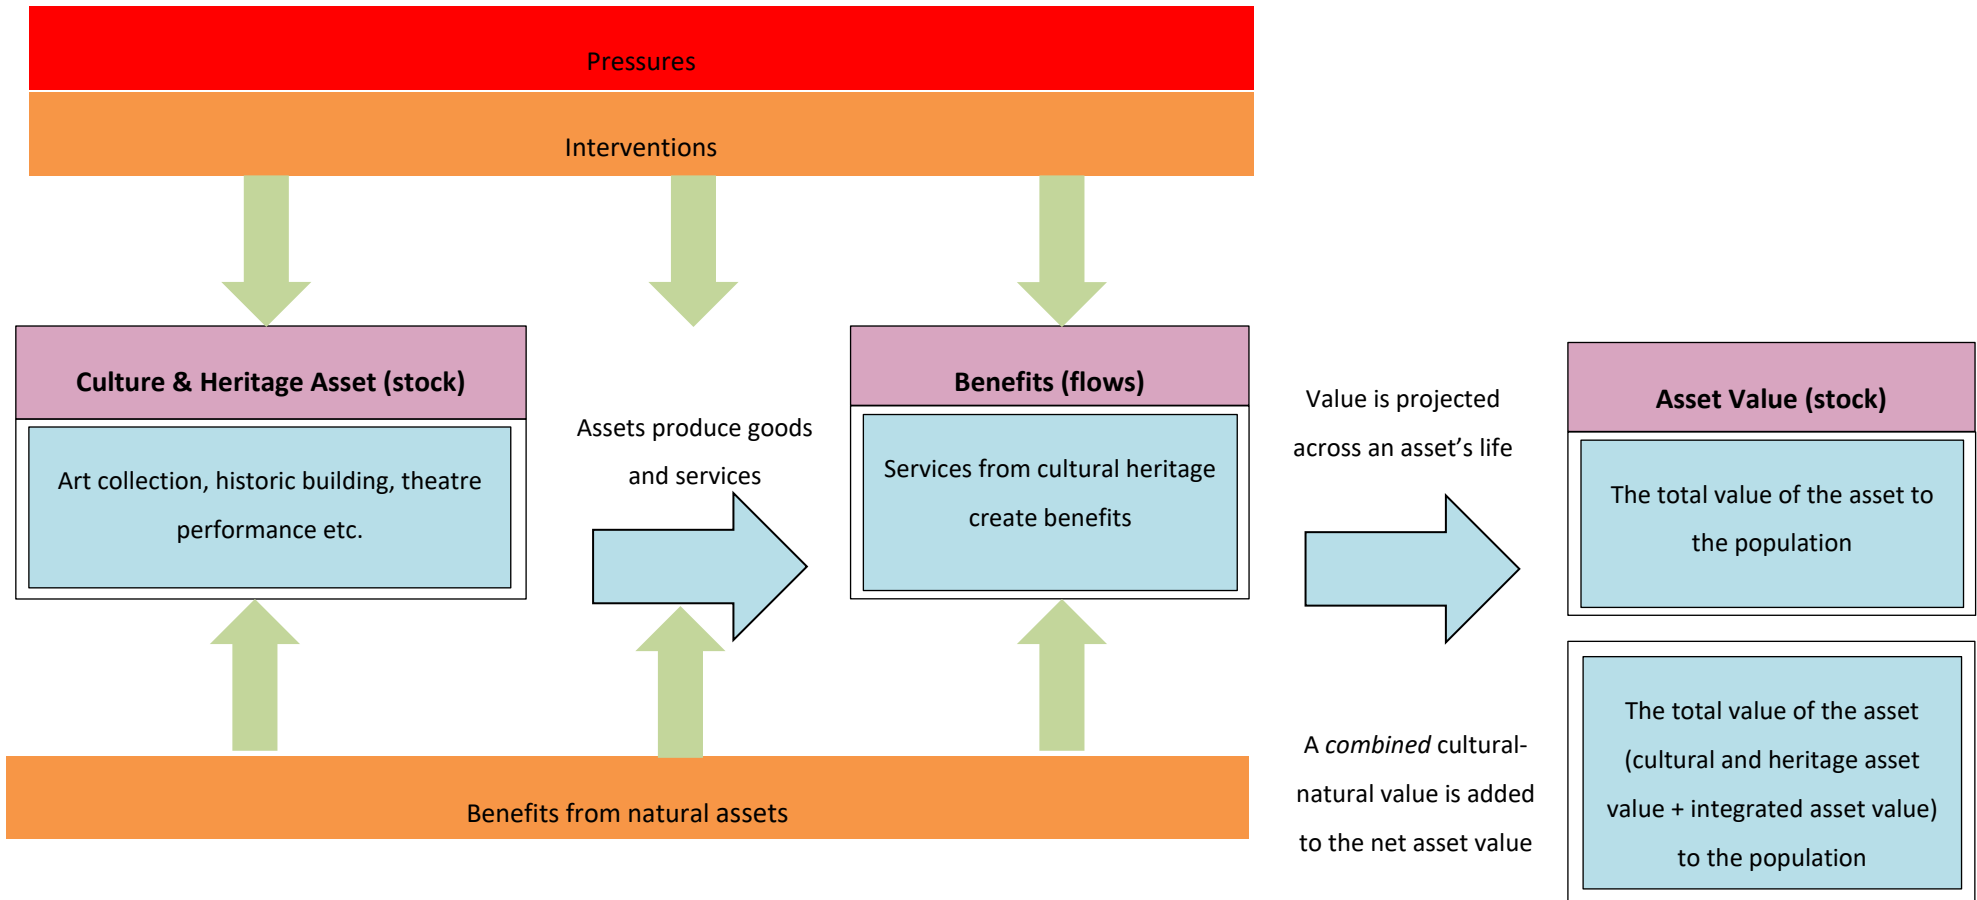 Pressures
Interventions
Culture & Heritage Asset (stock)
Art collection, historic building, theatre
performance etc.
Assets produce goods
and services
Benefits (flows)
Services from cultural heritage
create benefits
Value is projected
across an asset’s life
Asset Value (stock)
The total value of the asset to
the population
Benefits from natural assets
A combined cultural-
natural value is added
to the net asset value
The total value of the asset
(cultural and heritage asset
value + integrated asset value)
to the population